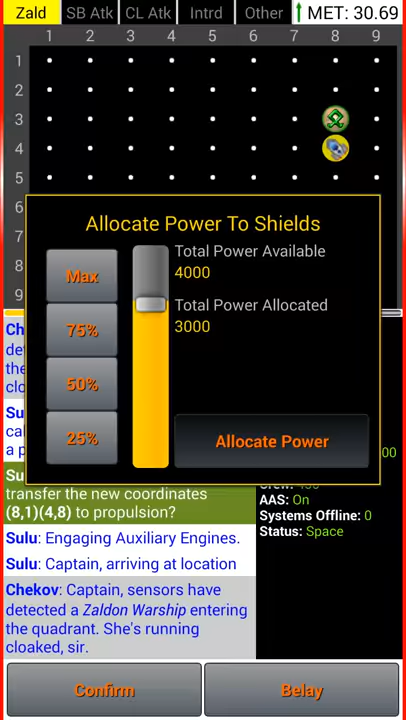 Zald SB Atk CL Atk Intrd Other MET: 30.69
1 2 3 4 5 6 7 8 9
1
2
3
4
5
6
7
8
9
Allocate Power To Shields
Max
75%
50%
25%
Total Power Available
4000
Total Power Allocated
3000
Allocate Power
transfer the new coordinates
(8,1)(4,8) to propulsion?
Sulu: Engaging Auxiliary Engines.
Sulu: Captain, arriving at location
Chekov: Captain, sensors have
detected a Zaldon Warship entering
the quadrant. She's running
cloaked, sir.
AAS: On
Systems Offline: 0
Status: Space
Confirm
Belay